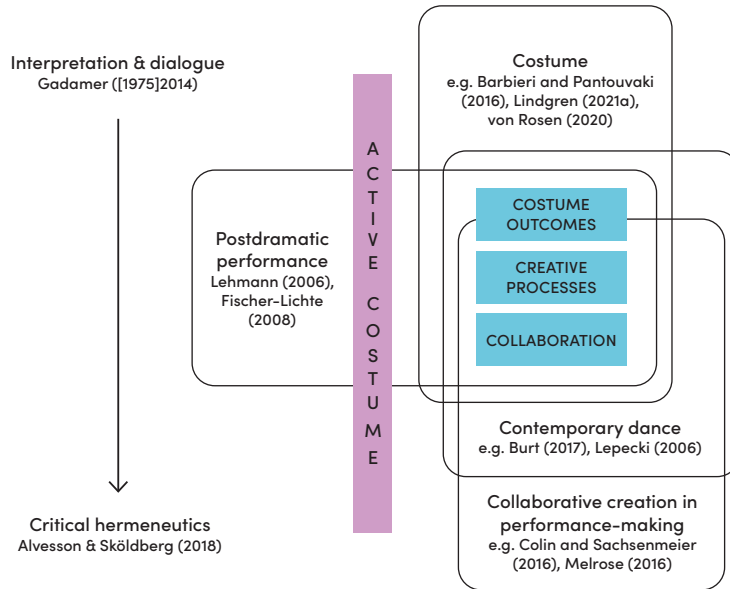 Interpretation & dialogue
Gadamer ([1975]2014)
Critical hermeneutics
Alvesson & Sköldberg (2018)
Postdramatic
performance
Lehmann (2006),
Fischer-Lichte
(2008)
ACTIVE COSTUME
Costume
e.g. Barbieri and Pantouvaki
(2016), Lindgren (2021a),
von Rosen (2020)
COSTUME
OUTCOMES
CREATIVE
PROCESSES
COLLABORATION
Contemporary dance
e.g. Burt (2017), Lepecki (2006)
Collaborative creation in
performance-making
e.g. Colin and Sachsenmeier
(2016), Melrose (2016)